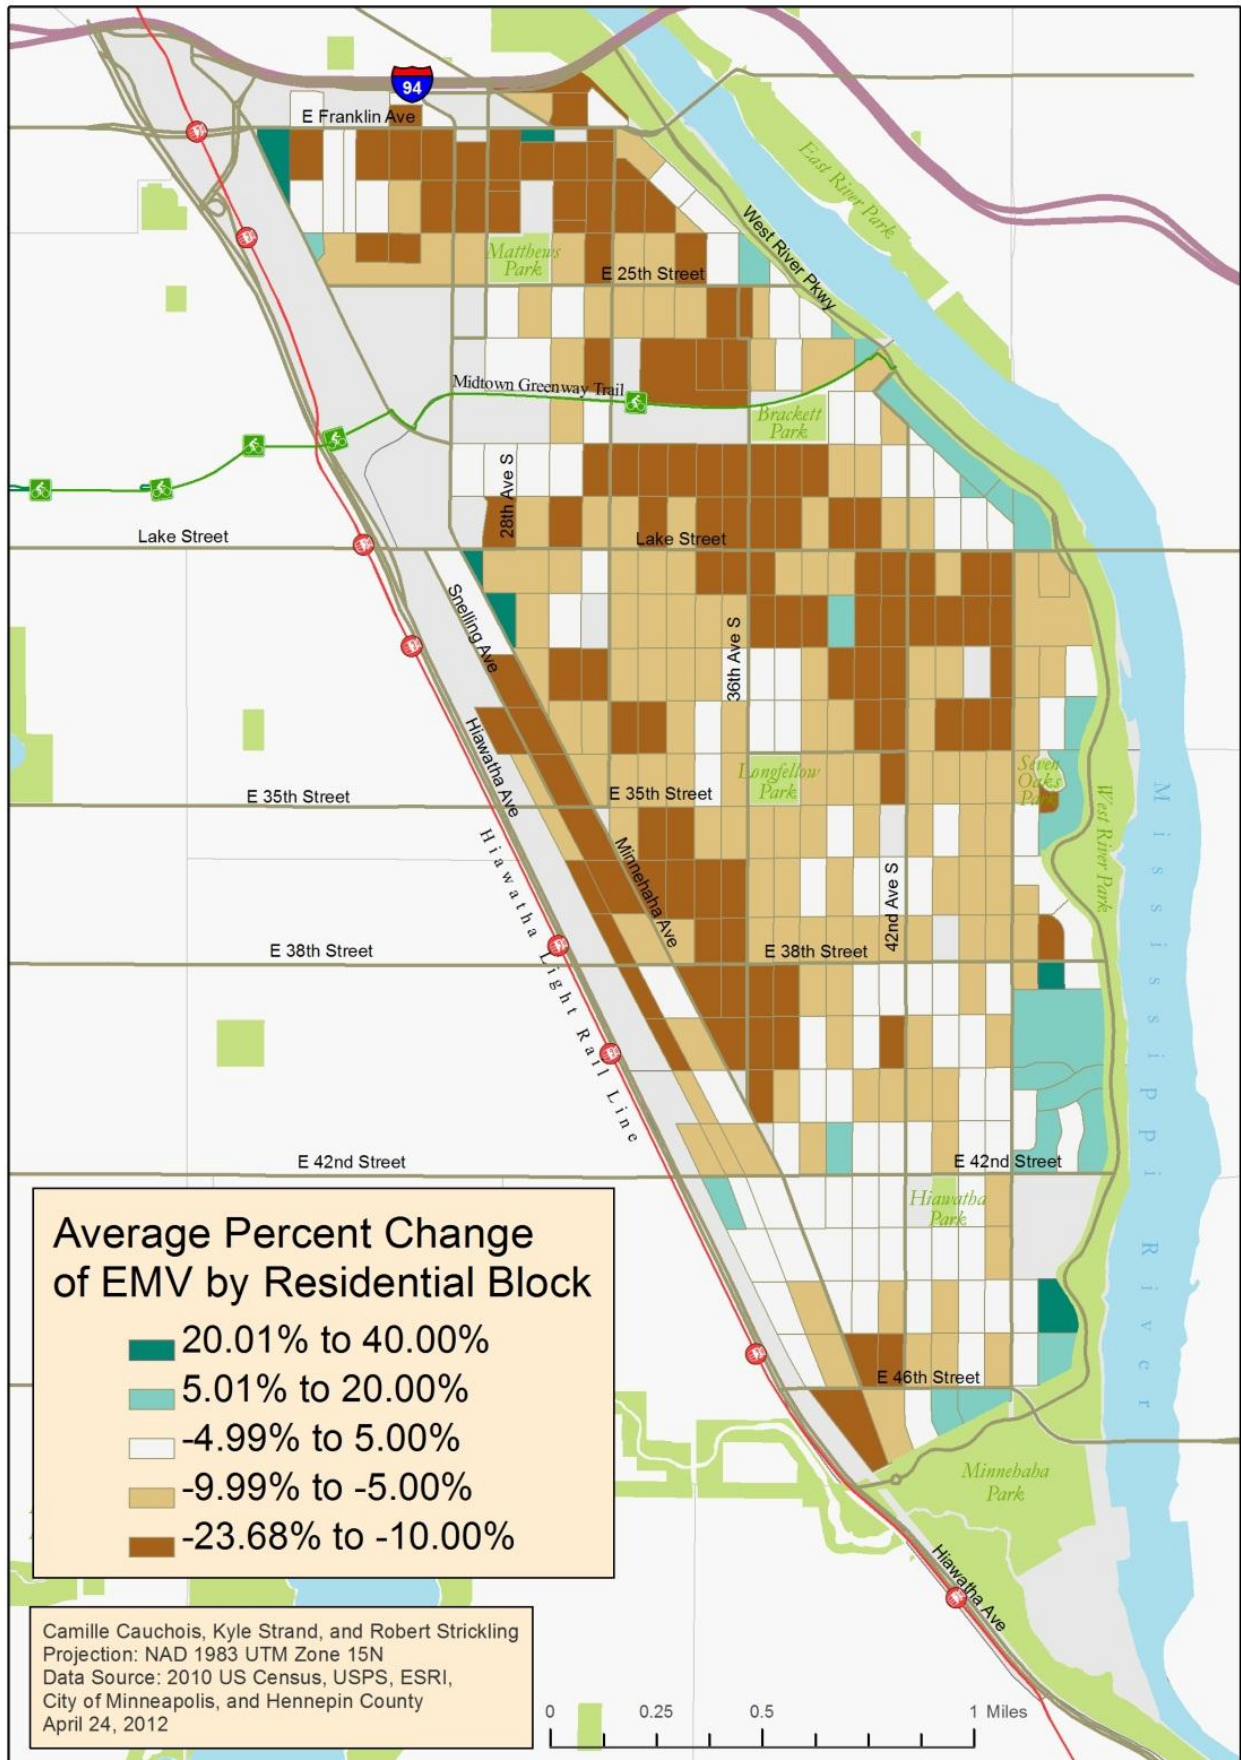 94
E Franklin Ave
East River Park
West River Pkwy
Matthews
Park
E 25th Street
Midtown Greenway Trail
Brackett
Park
28th Ave S
Lake Street
Lake Street
Snelling Ave
36th Ave S
Hiawatha Ave
Longfellow
Park
Seven
Oaks
Park
E 35th Street
E 35th Street
West River Park
Mississippi River
Hiawatha Light Rail Line
Minnehaha Ave
42nd Ave S
E 38th Street
E 38th Street
E 42nd Street
E 42nd Street
Hiawatha
Park
E 46th Street
Minnehaha
Park
Hiawatha Ave
Average Percent Change
of EMV by Residential Block
20.01% to 40.00%
5.01% to 20.00%
-4.99% to 5.00%
-9.99% to -5.00%
-23.68% to -10.00%
Camille Cauchois, Kyle Strand, and Robert Strickling
Projection: NAD 1983 UTM Zone 15N
Data Source: 2010 US Census, USPS, ESRI,
City of Minneapolis, and Hennepin County
April 24, 2012
0 0.25 0.5 1 Miles